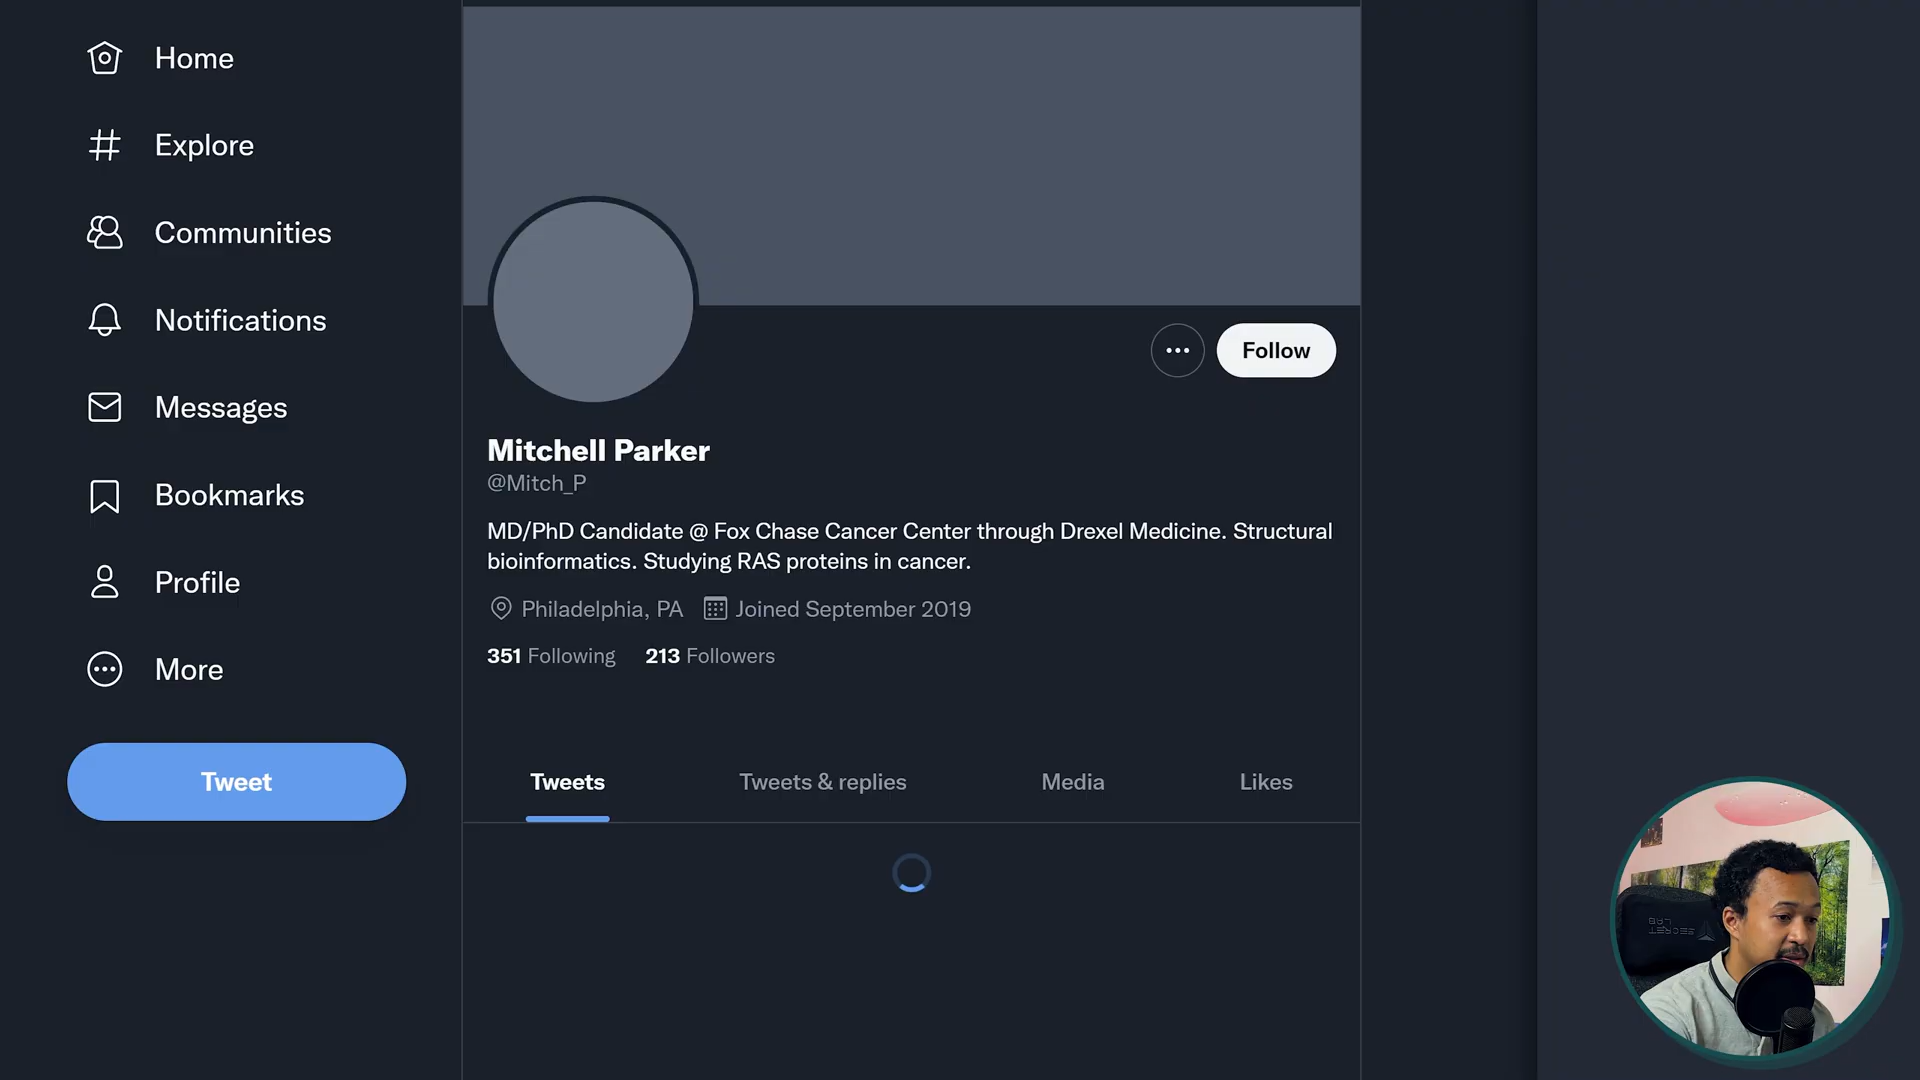 Home
Explore
Communities
Notifications
Messages
Bookmarks
Profile
More
Tweet
Follow
Mitchell Parker
@Mitch_P
MD/PhD Candidate @ Fox Chase Cancer Center through Drexel Medicine. Structural
bioinformatics. Studying RAS proteins in cancer.
Philadelphia, PA Joined September 2019
351 Following 213 Followers
Tweets Tweets & replies Media Likes
SECRET
LAB